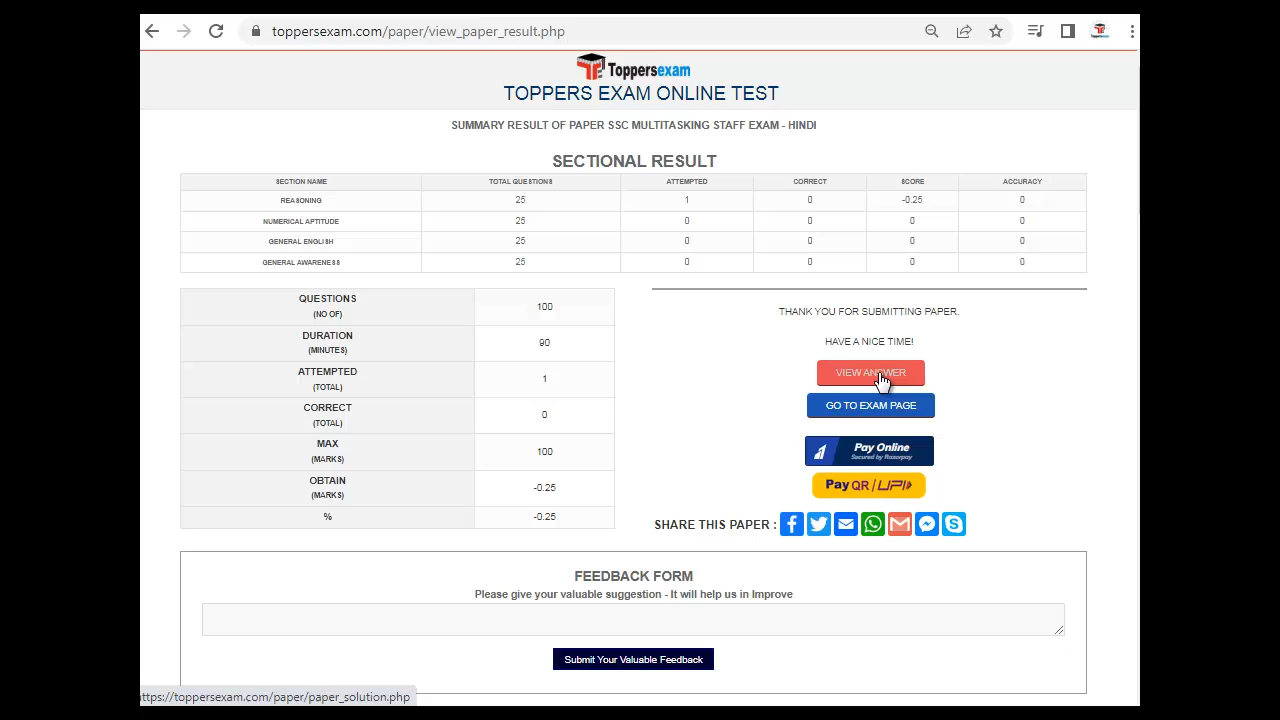 toppersexam.com/paper/view_paper_result.php
Toppersexam
TOPPERS EXAM ONLINE TEST
SUMMARY RESULT OF PAPER SSC MULTITASKING STAFF EXAM - HINDI
SECTIONAL RESULT
SECTION NAME TOTAL QUESTIONS ATTEMPTED CORRECT SCORE ACCURACY
REASONING 25 1 0 -0.25 0
NUMERICAL APTITUDE 25 0 0 0 0
GENERAL ENGLISH 25 0 0 0 0
GENERAL AWARENESS 25 0 0 0 0
QUESTIONS
(NO OF) 100
DURATION
(MINUTES) 90
ATTEMPTED
(TOTAL) 1
CORRECT
(TOTAL) 0
MAX
(MARKS) 100
OBTAIN
(MARKS) -0.25
% -0.25
THANK YOU FOR SUBMITTING PAPER.
HAVE A NICE TIME!
VIEW ANSWER
GO TO EXAM PAGE
Pay Online
Secured by Razorpay
Pay QR / UPI
SHARE THIS PAPER :
FEEDBACK FORM
Please give your valuable suggestion - It will help us in Improve
Submit Your Valuable Feedback
https://toppersexam.com/paper/paper_solution.php